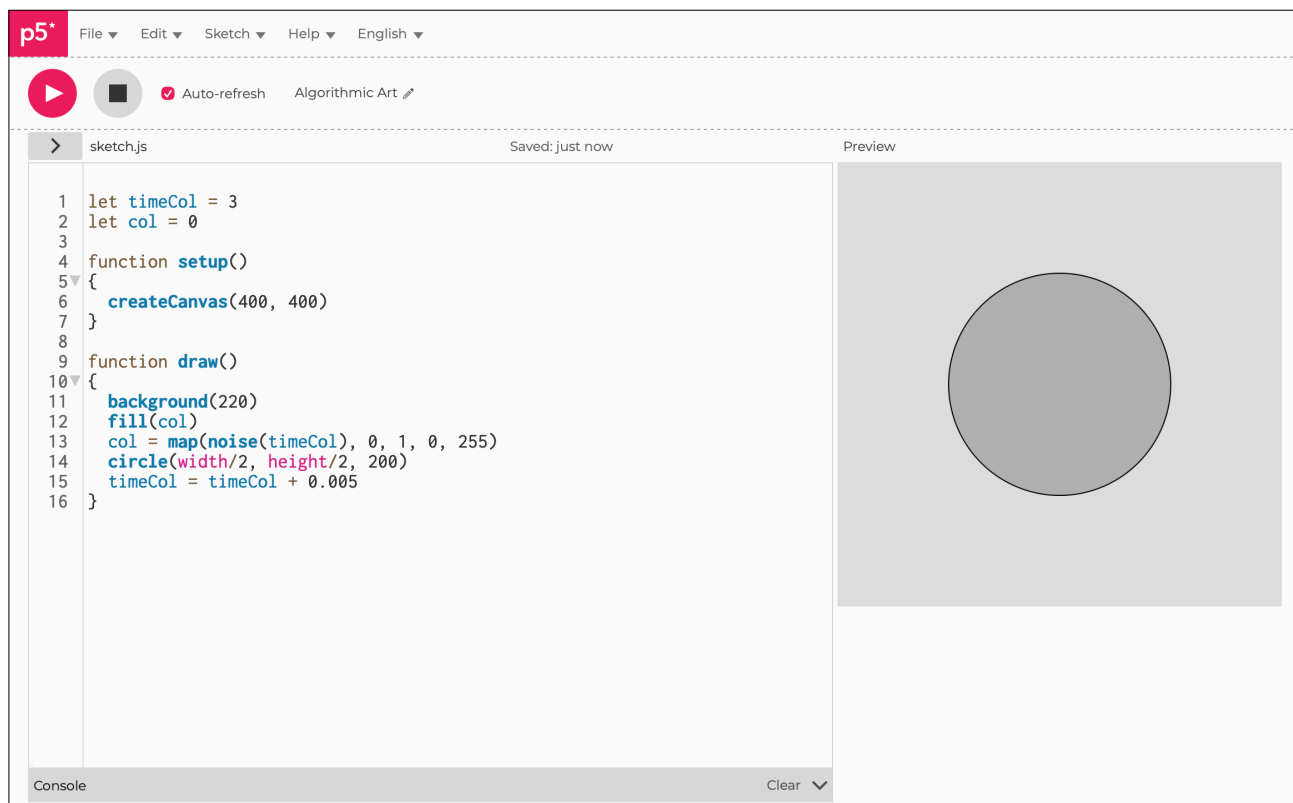 p5* File Edit Sketch Help English
Auto-refresh Algorithmic Art
sketch.js Saved: just now Preview
1 let timeCol = 3
2 let col = 0
3
4 function setup()
5 {
6   createCanvas(400, 400)
7 }
8
9 function draw()
10 {
11   background(220)
12   fill(col)
13   col = map(noise(timeCol), 0, 1, 0, 255)
14   circle(width/2, height/2, 200)
15   timeCol = timeCol + 0.005
16 }
Console Clear